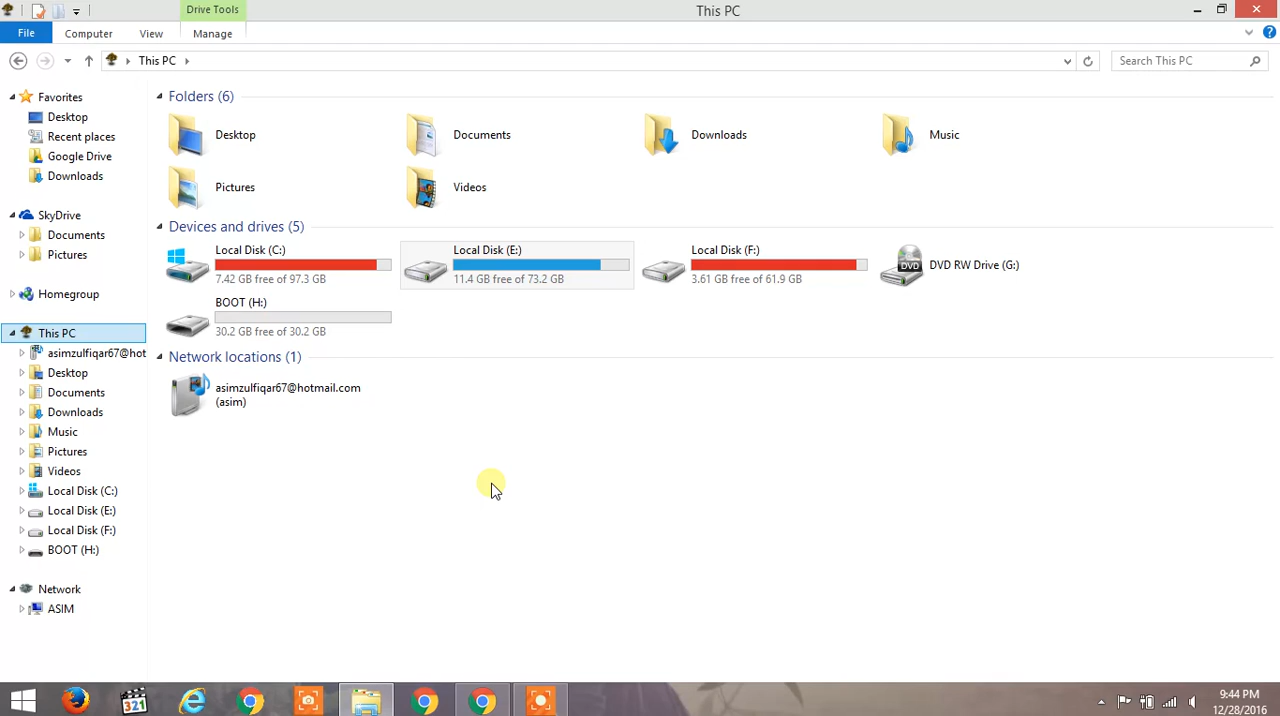 Drive Tools
This PC
File
Computer
View
Manage
This PC
Search This PC
Favorites
Desktop
Recent places
Google Drive
Downloads
SkyDrive
Documents
Pictures
Homegroup
This PC
asimzulfiqar67@hot
Desktop
Documents
Downloads
Music
Pictures
Videos
Local Disk (C:)
Local Disk (E:)
Local Disk (F:)
BOOT (H:)
Network
ASIM
Folders (6)
Desktop
Documents
Downloads
Music
Pictures
Videos
Devices and drives (5)
Local Disk (C:)
7.42 GB free of 97.3 GB
Local Disk (E:)
11.4 GB free of 73.2 GB
Local Disk (F:)
3.61 GB free of 61.9 GB
DVD
DVD RW Drive (G:)
BOOT (H:)
30.2 GB free of 30.2 GB
Network locations (1)
asimzulfiqar67@hotmail.com
(asim)
321
9:44 PM
12/28/2016